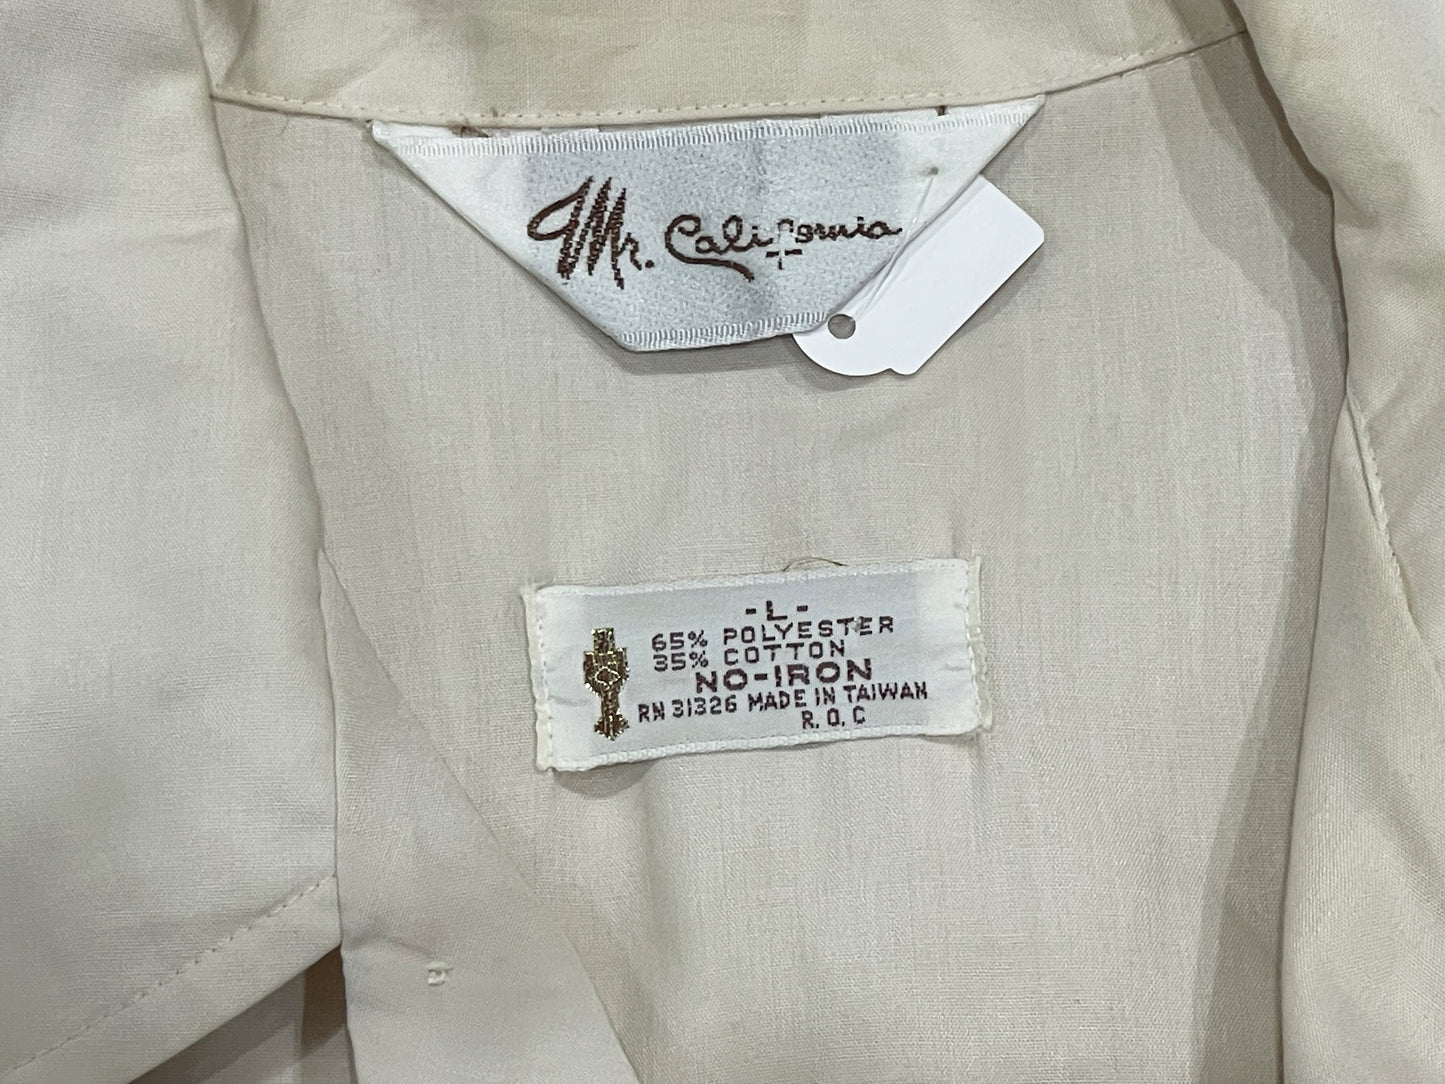 Mr. California
- L -
65% POLYESTER
35% COTTON
NO-IRON
RN 31326 MADE IN TAIWAN
R. O. C